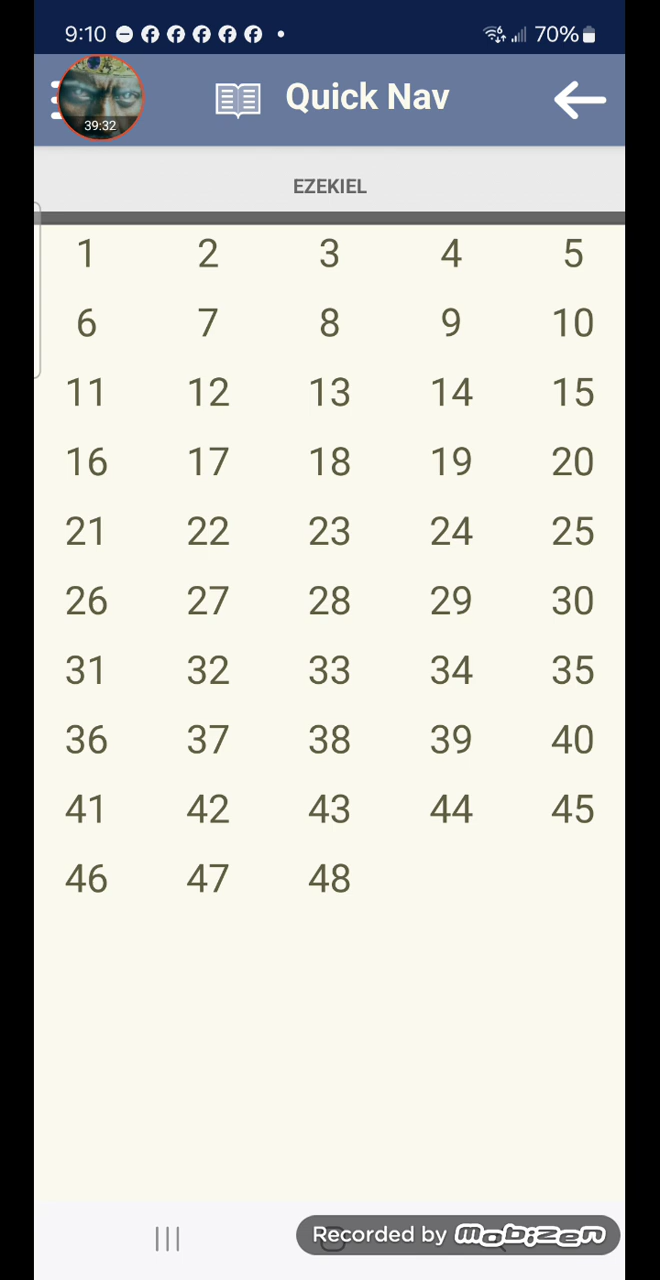 9:10 70%
39:32
Quick Nav
EZEKIEL
1 2 3 4 5
6 7 8 9 10
11 12 13 14 15
16 17 18 19 20
21 22 23 24 25
26 27 28 29 30
31 32 33 34 35
36 37 38 39 40
41 42 43 44 45
46 47 48
Recorded by mobizen